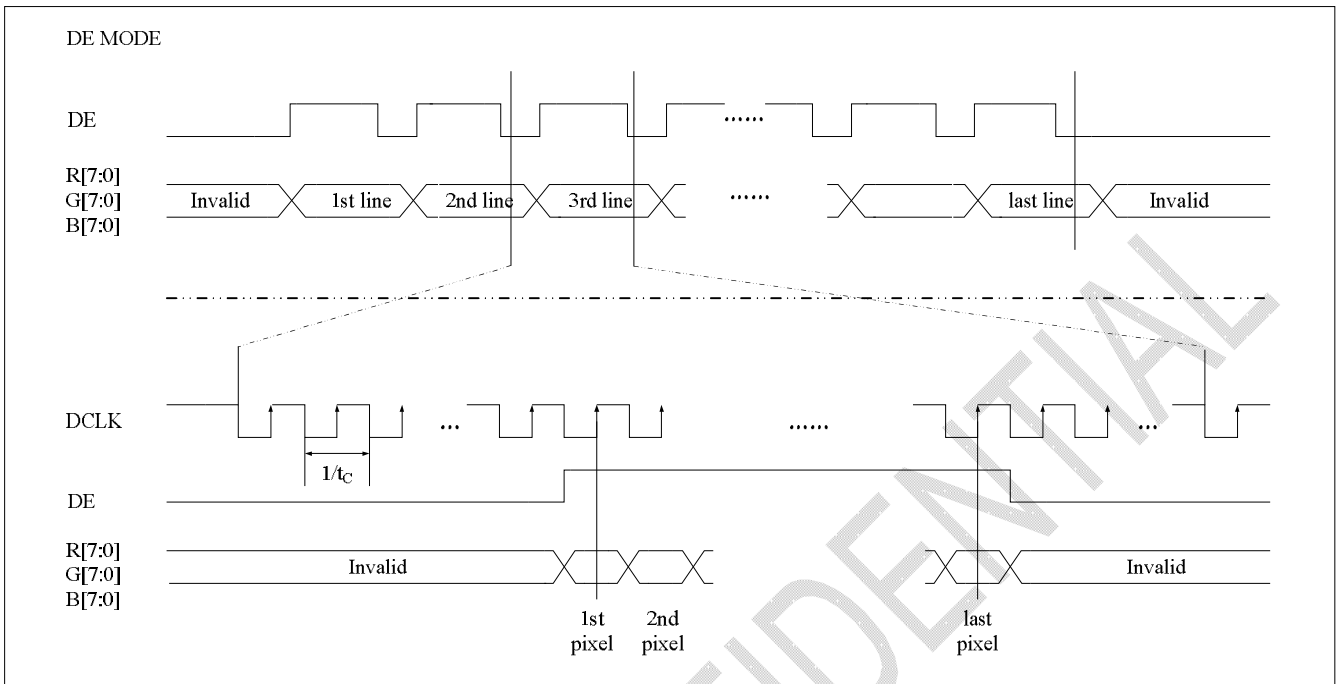 DE MODE
DE
R[7:0]
G[7:0]
B[7:0]
Invalid
1st line
2nd line
3rd line
......
......
last line
Invalid
DCLK
...
......
...
1/tC
DE
R[7:0]
G[7:0]
B[7:0]
Invalid
Invalid
1st
pixel
2nd
pixel
last
pixel
FIDENTIAL